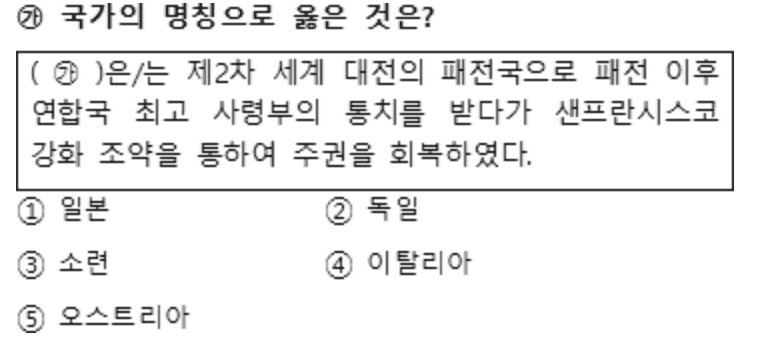 ㉮ 국가의 명칭으로 옳은 것은?
( ㉮ )은/는 제2차 세계 대전의 패전국으로 패전 이후
연합국 최고 사령부의 통치를 받다가 샌프란시스코
강화 조약을 통하여 주권을 회복하였다.
① 일본 ② 독일
③ 소련 ④ 이탈리아
⑤ 오스트리아